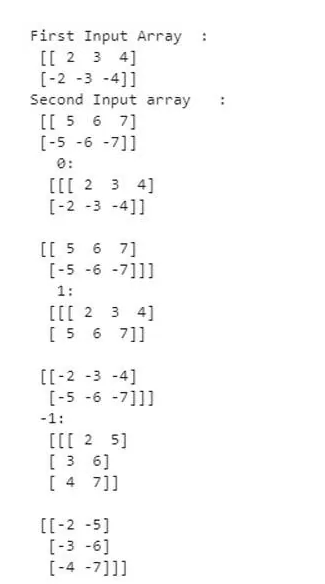 First Input Array  :
[[ 2  3  4]
[-2 -3 -4]]
Second Input array   :
[[ 5  6  7]
[-5 -6 -7]]
0:
[[[ 2  3  4]
[-2 -3 -4]]
[[ 5  6  7]
[-5 -6 -7]]]
1:
[[[ 2  3  4]
[ 5  6  7]]
[[-2 -3 -4]
[-5 -6 -7]]]
-1:
[[[ 2  5]
[ 3  6]
[ 4  7]]
[[-2 -5]
[-3 -6]
[-4 -7]]]